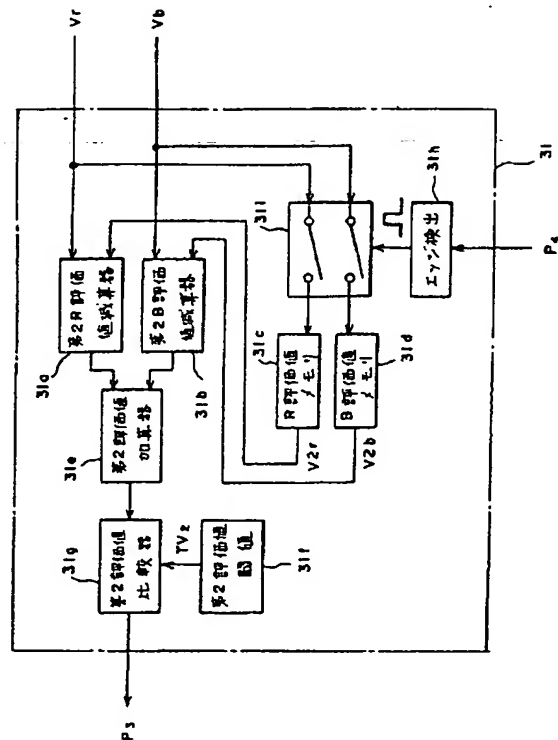 Vr
Vb
第2R評価
値減算器
31a
第2B評価
値減算器
31b
第2評価値
加算器
31e
第2評価値
比較器
31g
P3
TV2
第2評価値
閾値
31f
R評価値
メモリ
31c
V2r
B評価値
メモリ
31d
V2b
31i
エッジ検出
31h
P4
31